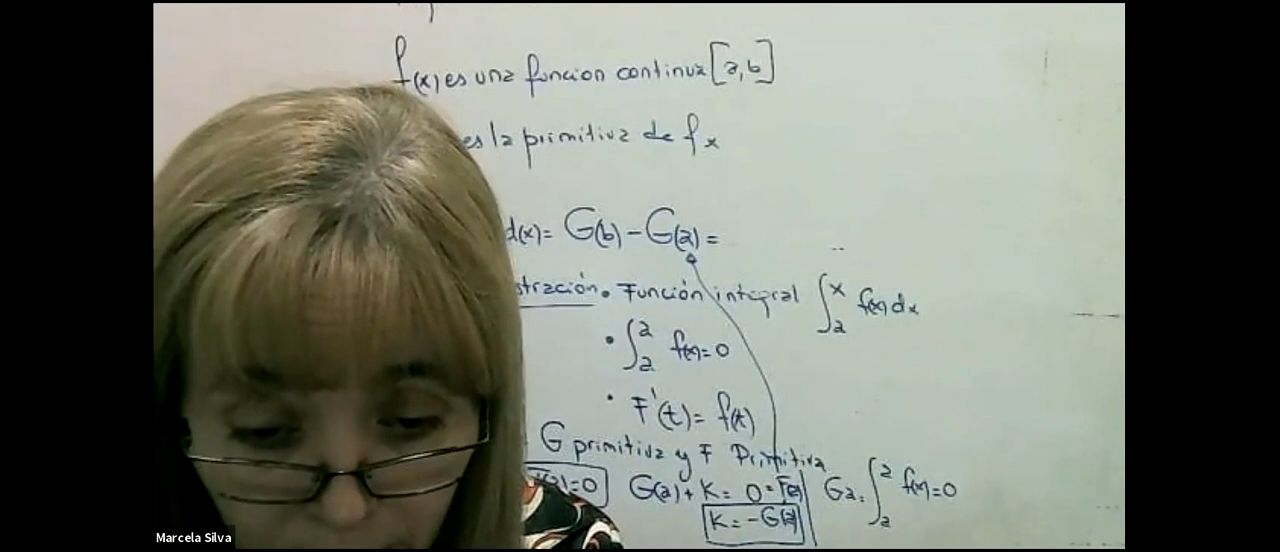 f(x) es una funcion continua [a,b]
es la primitiva de fx
d(x)= G(b) - G(a) =
stración. Función integral ∫ₐˣ f(x) dx
• ∫ₐᵃ f(x)=0
• F'(t) = f(t)
G primitiva y F Primitiva
F(a)=0 G(a) + K = 0 = F(a) Ga: ∫ₐᵃ f(x)=0
K = -G(a)
Marcela Silva